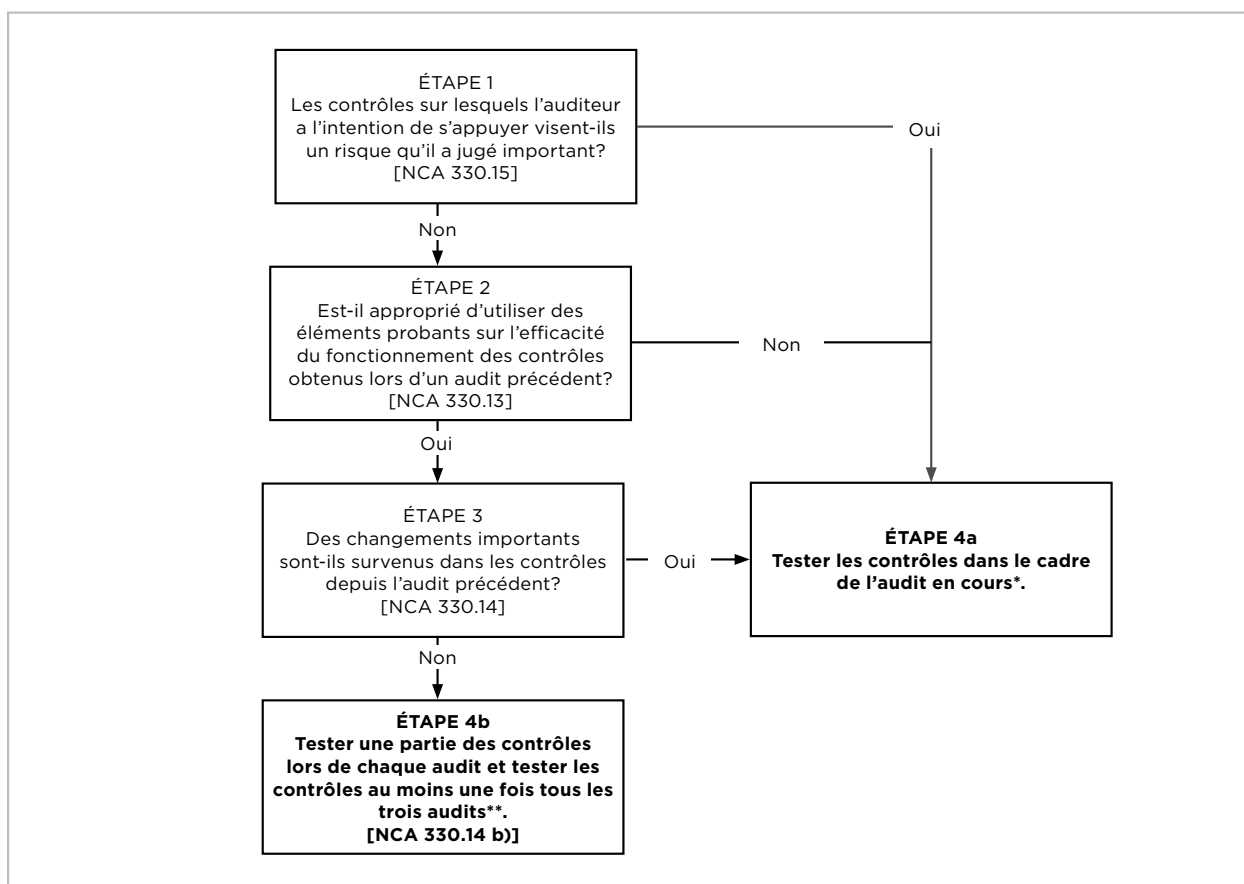 ÉTAPE 1
Les contrôles sur lesquels l’auditeur
a l’intention de s’appuyer visent-ils
un risque qu’il a jugé important?
[NCA 330.15]
Oui
Non
ÉTAPE 2
Est-il approprié d’utiliser des
éléments probants sur l’efficacité
du fonctionnement des contrôles
obtenus lors d’un audit précédent?
[NCA 330.13]
Non
Oui
ÉTAPE 3
Des changements importants
sont-ils survenus dans les contrôles
depuis l’audit précédent?
[NCA 330.14]
Oui
ÉTAPE 4a
Tester les contrôles dans le cadre
de l’audit en cours*.
Non
ÉTAPE 4b
Tester une partie des contrôles
lors de chaque audit et tester les
contrôles au moins une fois tous les
trois audits**.
[NCA 330.14 b)]